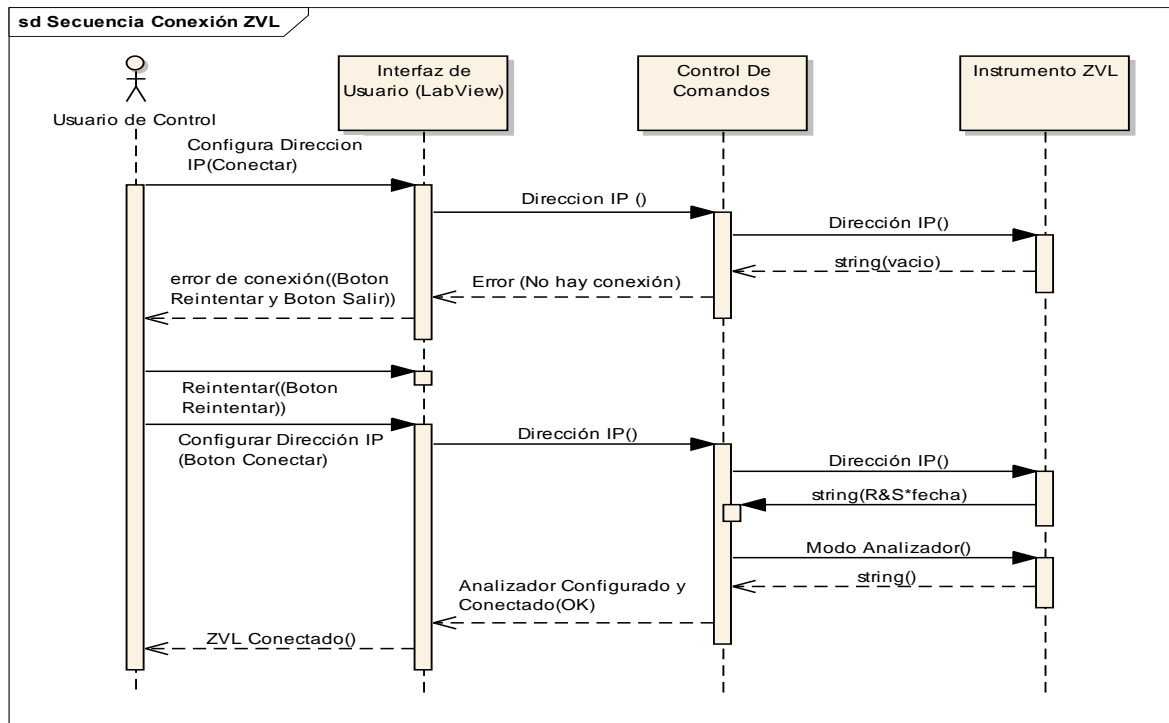 sd Secuencia Conexión ZVL
Usuario de Control
Interfaz de
Usuario (LabView)
Control De
Comandos
Instrumento ZVL
Configura Direccion
IP(Conectar)
Direccion IP ()
Dirección IP()
string(vacio)
Error (No hay conexión)
error de conexión((Boton
Reintentar y Boton Salir))
Reintentar((Boton
Reintentar))
Configurar Dirección IP
(Boton Conectar)
Dirección IP()
Dirección IP()
string(R&S*fecha)
Modo Analizador()
string()
Analizador Configurado y
Conectado(OK)
ZVL Conectado()